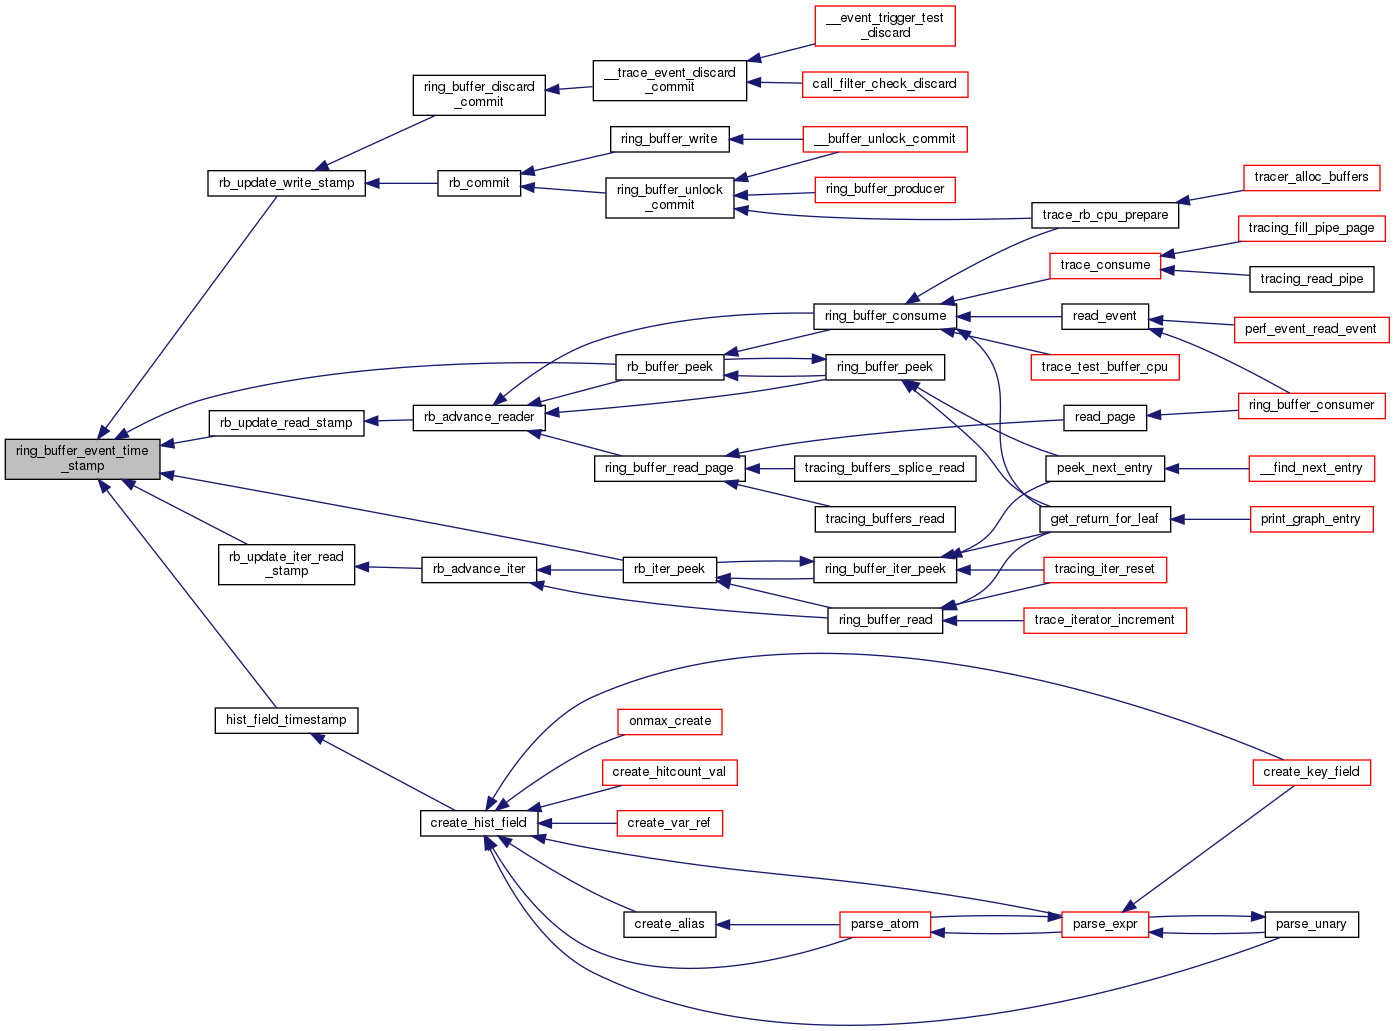 __event_trigger_test
_discard
ring_buffer_discard
_commit
__trace_event_discard
_commit
call_filter_check_discard
ring_buffer_write
__buffer_unlock_commit
rb_update_write_stamp
rb_commit
ring_buffer_unlock
_commit
ring_buffer_producer
tracer_alloc_buffers
trace_rb_cpu_prepare
tracing_fill_pipe_page
trace_consume
tracing_read_pipe
ring_buffer_consume
read_event
perf_event_read_event
rb_buffer_peek
ring_buffer_peek
trace_test_buffer_cpu
rb_update_read_stamp
rb_advance_reader
read_page
ring_buffer_consumer
ring_buffer_event_time
_stamp
ring_buffer_read_page
tracing_buffers_splice_read
peek_next_entry
__find_next_entry
tracing_buffers_read
get_return_for_leaf
print_graph_entry
rb_update_iter_read
_stamp
rb_advance_iter
rb_iter_peek
ring_buffer_iter_peek
tracing_iter_reset
ring_buffer_read
trace_iterator_increment
hist_field_timestamp
onmax_create
create_hitcount_val
create_key_field
create_hist_field
create_var_ref
create_alias
parse_atom
parse_expr
parse_unary